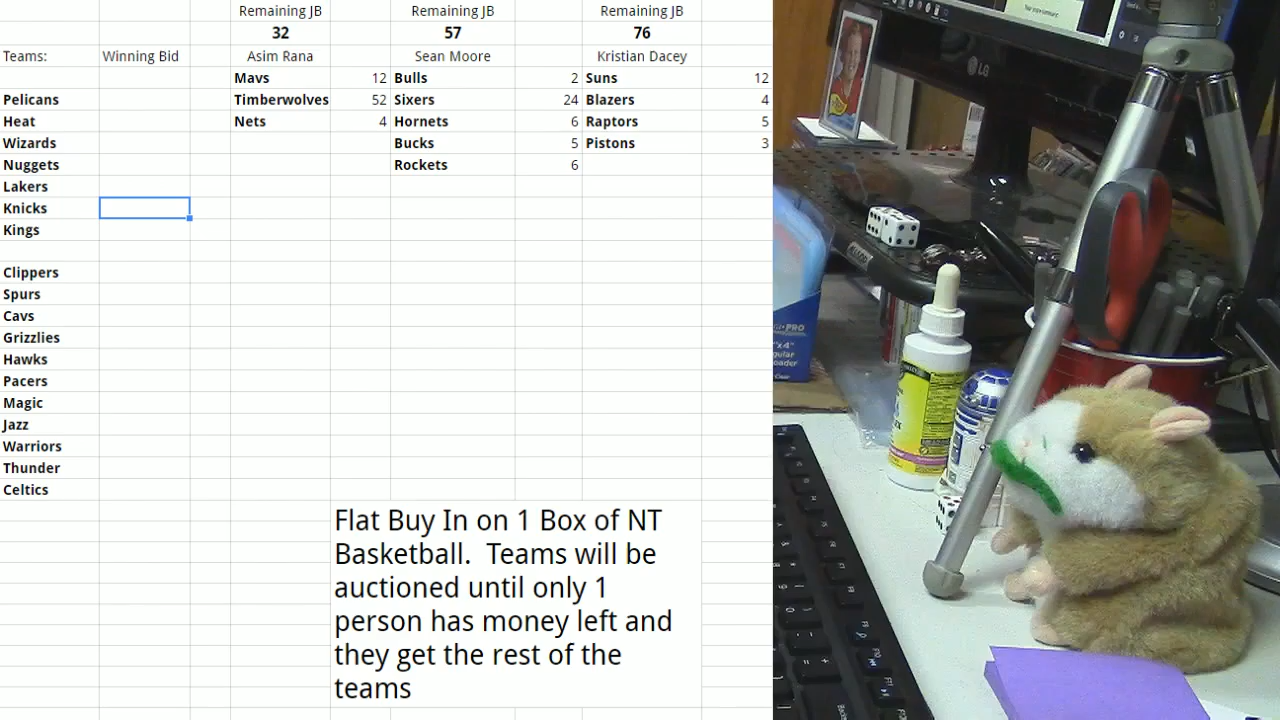 Remaining JB Remaining JB Remaining JB
32 57 76
Teams: Winning Bid Asim Rana Sean Moore Kristian Dacey
Mavs 12 Bulls 2 Suns 12
Pelicans Timberwolves 52 Sixers 24 Blazers 4
Heat Nets 4 Hornets 6 Raptors 5
Wizards Bucks 5 Pistons 3
Nuggets Rockets 6
Lakers
Knicks
Kings
Clippers
Spurs
Cavs
Grizzlies
Hawks
Pacers
Magic
Jazz
Warriors
Thunder
Celtics
Flat Buy In on 1 Box of NT
Basketball. Teams will be
auctioned until only 1
person has money left and
they get the rest of the
teams
LG
PRO